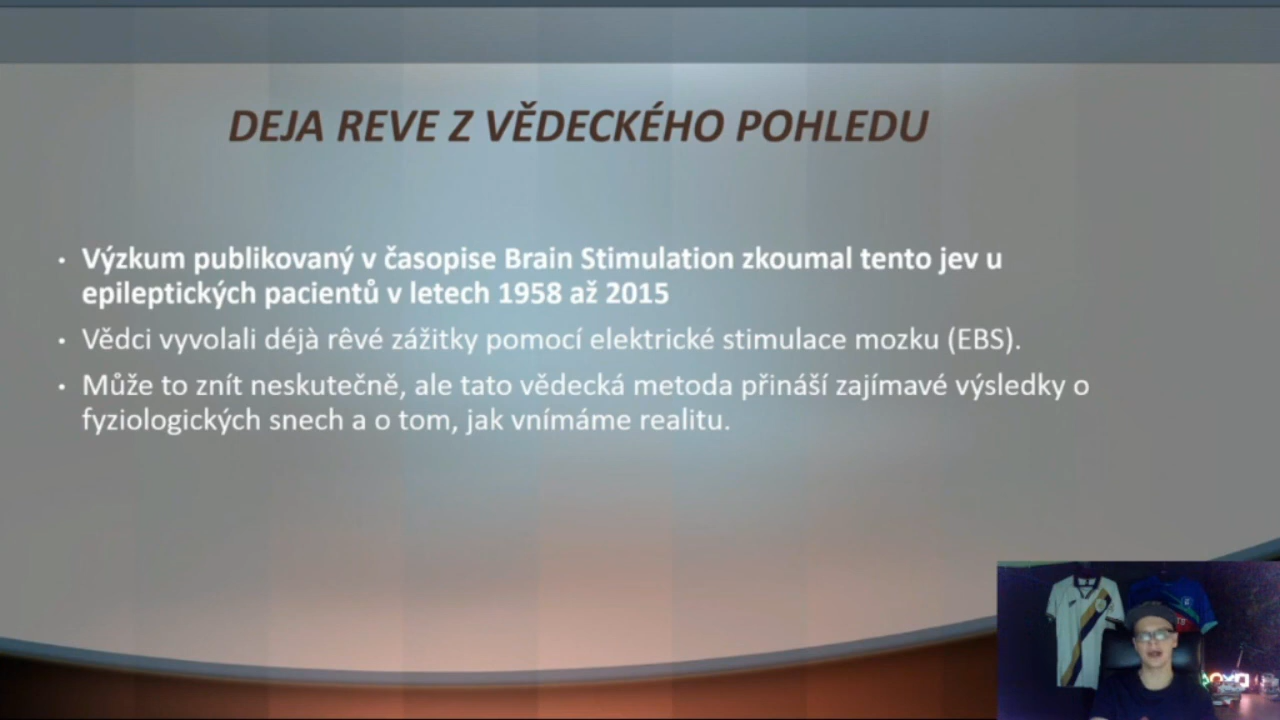 DEJA REVE Z VĚDECKÉHO POHLEDU
• Výzkum publikovaný v časopise Brain Stimulation zkoumal tento jev u
epileptických pacientů v letech 1958 až 2015
• Vědci vyvolali déjà rêvé zážitky pomocí elektrické stimulace mozku (EBS).
• Může to znít neskutečně, ale tato vědecká metoda přináší zajímavé výsledky o
fyziologických snech a o tom, jak vnímáme realitu.